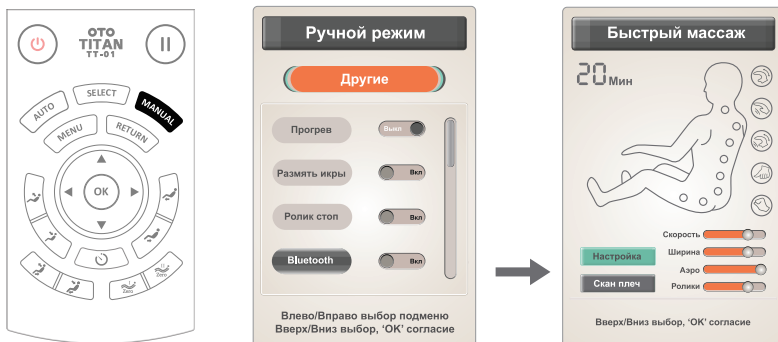 OTO
TITAN
TT-01
AUTO
SELECT
MANUAL
MENU
RETURN
OK
Zero
Zero
Ручной режим
Другие
Прогрев
Выкл
Размять икры
Вкл
Ролик стоп
Вкл
Bluetooth
Вкл
Влево/Вправо выбор подменю
Вверх/Вниз выбор, ‘OK’ согласие
Быстрый массаж
20 Мин
Скорость
Ширина
Аэро
Ролики
Настройка
Скан плеч
Вверх/Вниз выбор, ‘OK’ согласие